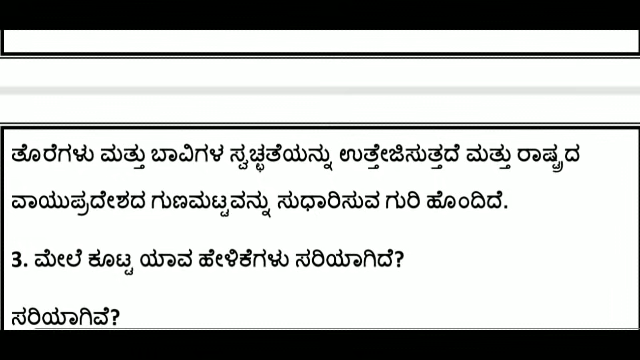 ತೊರೆಗಳು ಮತ್ತು ಬಾವಿಗಳ ಸ್ವಚ್ಛತೆಯನ್ನು ಉತ್ತೇಜಿಸುತ್ತದೆ ಮತ್ತು ರಾಷ್ಟ್ರದ
ವಾಯುಪ್ರದೇಶದ ಗುಣಮಟ್ಟವನ್ನು ಸುಧಾರಿಸುವ ಗುರಿ ಹೊಂದಿದೆ.
3. ಮೇಲೆ ಕೂಟ್ಟ ಯಾವ ಹೇಳಿಕೆಗಳು ಸರಿಯಾಗಿದೆ?
ಸರಿಯಾಗಿವೆ?